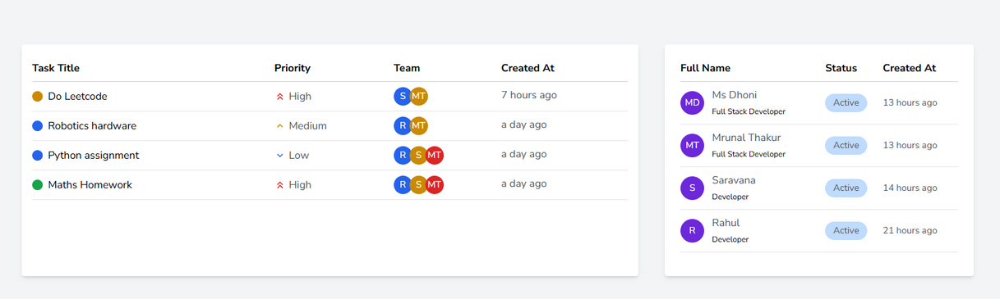 Task Title Priority Team Created At
Do Leetcode High S MT 7 hours ago
Robotics hardware Medium R MT a day ago
Python assignment Low R S MT a day ago
Maths Homework High R S MT a day ago
Full Name Status Created At
MD Ms Dhoni Full Stack Developer Active 13 hours ago
MT Mrunal Thakur Full Stack Developer Active 13 hours ago
S Saravana Developer Active 14 hours ago
R Rahul Developer Active 21 hours ago